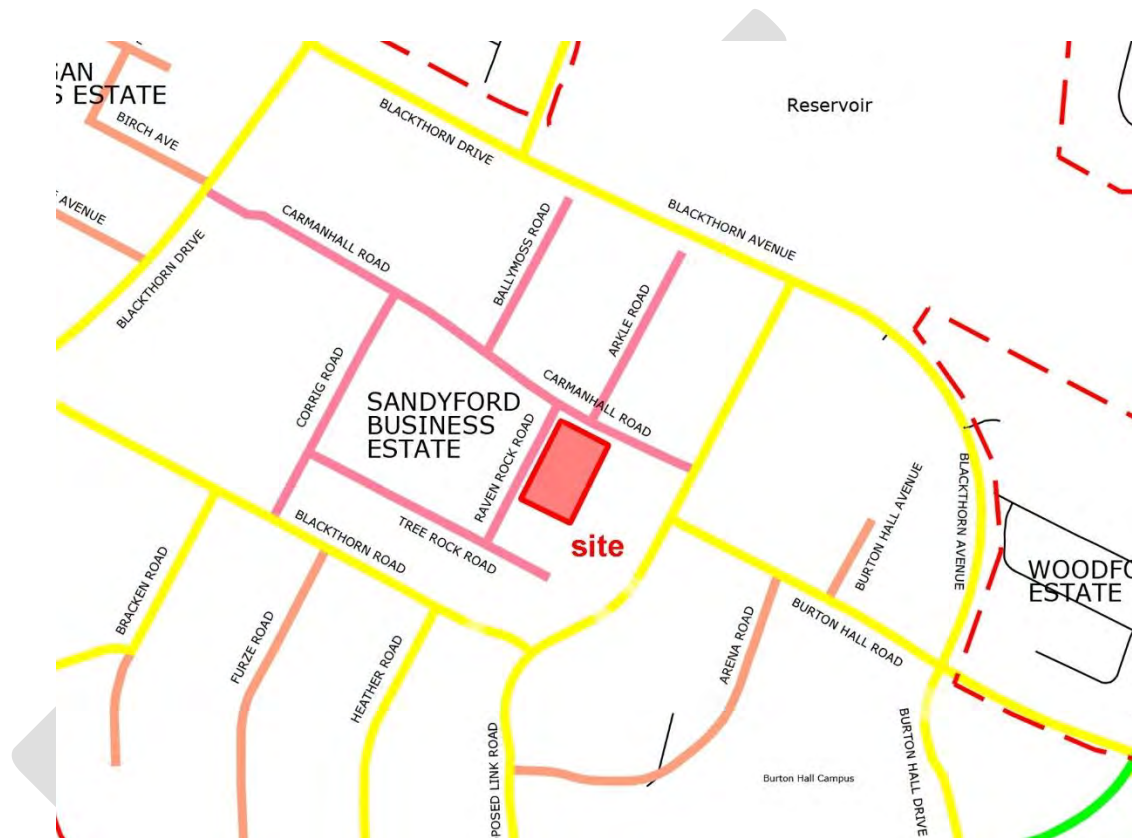 GAN
S ESTATE
BIRCH AVE
AVENUE
BLACKTHORN DRIVE
BLACKTHORN DRIVE
CARMANHALL ROAD
BALLYMOSS ROAD
ARKLE ROAD
BLACKTHORN AVENUE
Reservoir
CORRIG ROAD
SANDYFORD
BUSINESS
ESTATE
CARMANHALL ROAD
RAVEN ROCK ROAD
site
TREE ROCK ROAD
BLACKTHORN ROAD
BRACKEN ROAD
FURZE ROAD
HEATHER ROAD
POSED LINK ROAD
ARENA ROAD
BURTON HALL AVENUE
BURTON HALL ROAD
BLACKTHORN AVENUE
WOODFO
ESTATE
BURTON HALL DRIVE
Burton Hall Campus